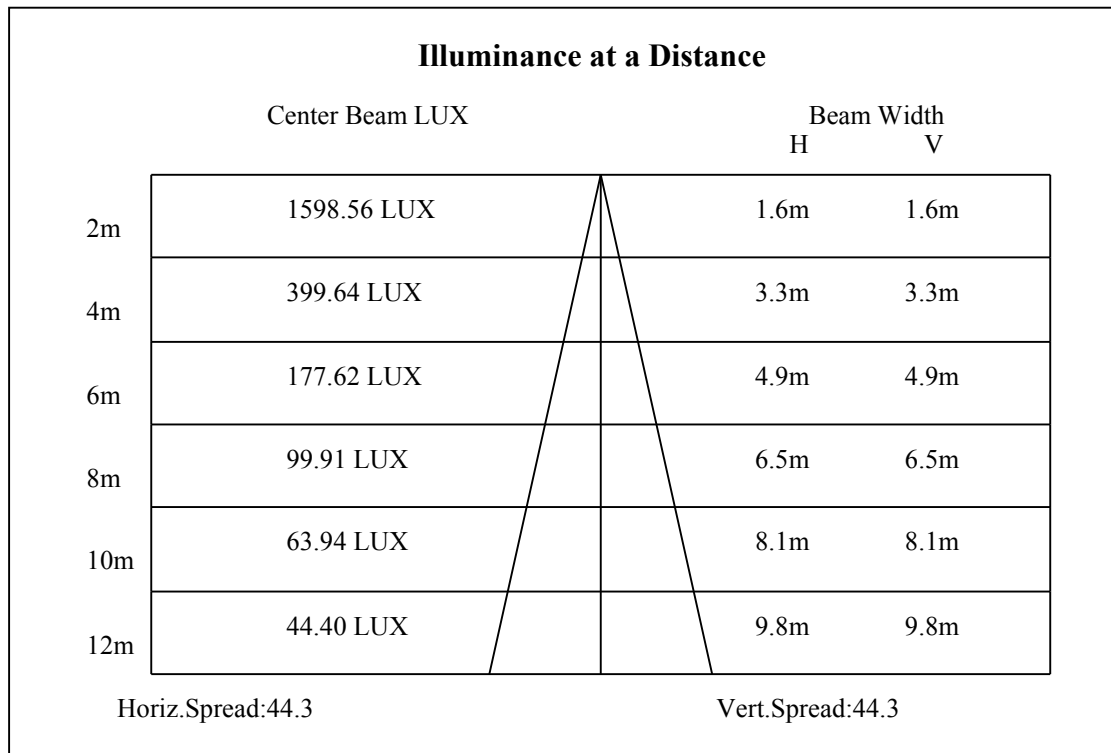 Illuminance at a Distance
Center Beam LUX Beam Width
H V
2m 1598.56 LUX 1.6m 1.6m
4m 399.64 LUX 3.3m 3.3m
6m 177.62 LUX 4.9m 4.9m
8m 99.91 LUX 6.5m 6.5m
10m 63.94 LUX 8.1m 8.1m
12m 44.40 LUX 9.8m 9.8m
Horiz.Spread:44.3 Vert.Spread:44.3